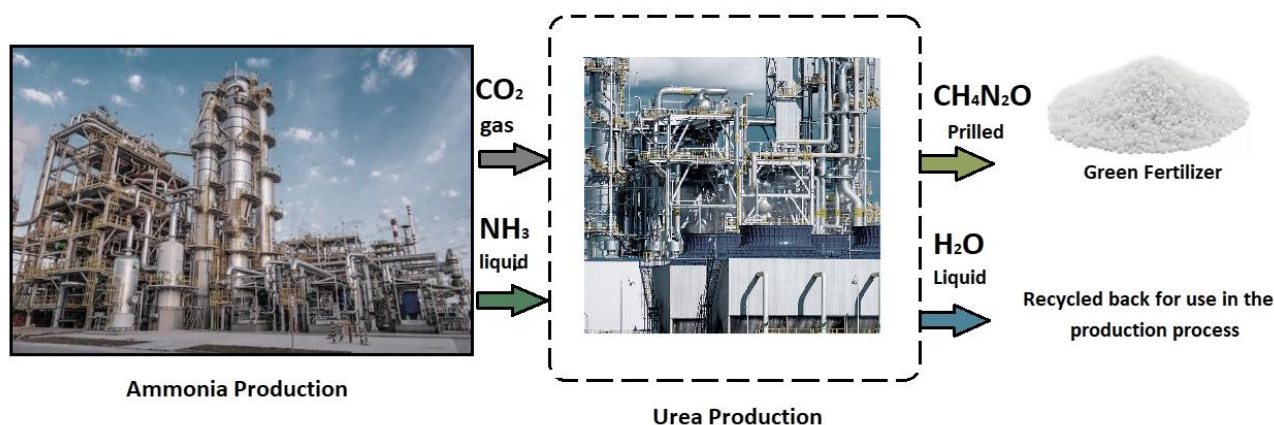 CO₂
gas
NH₃
liquid
Ammonia Production
Urea Production
CH₄N₂O
Prilled
Green Fertilizer
H₂O
Liquid
Recycled back for use in the
production process